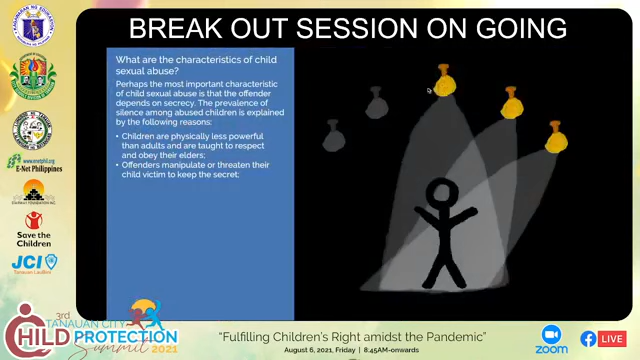 BREAK OUT SESSION ON GOING
What are the characteristics of child
sexual abuse?
Perhaps the most important characteristic
of child sexual abuse is that the offender
depends on secrecy. The prevalence of
silence among abused children is explained
by the following reasons:
• Children are physically less powerful
than adults and are taught to respect
and obey their elders;
• Offenders manipulate or threaten their
child victim to keep the secret;
www.enetphil.org
E-Net Philippines
Save the
Children
JCI
Tanauan
3rd
TANAUAN CITY
CHILD PROTECTION
Summit 2021
"Fulfilling Children's Right amidst the Pandemic"
August 6, 2021, Friday | 8:45AM-onwards
zoom
LIVE